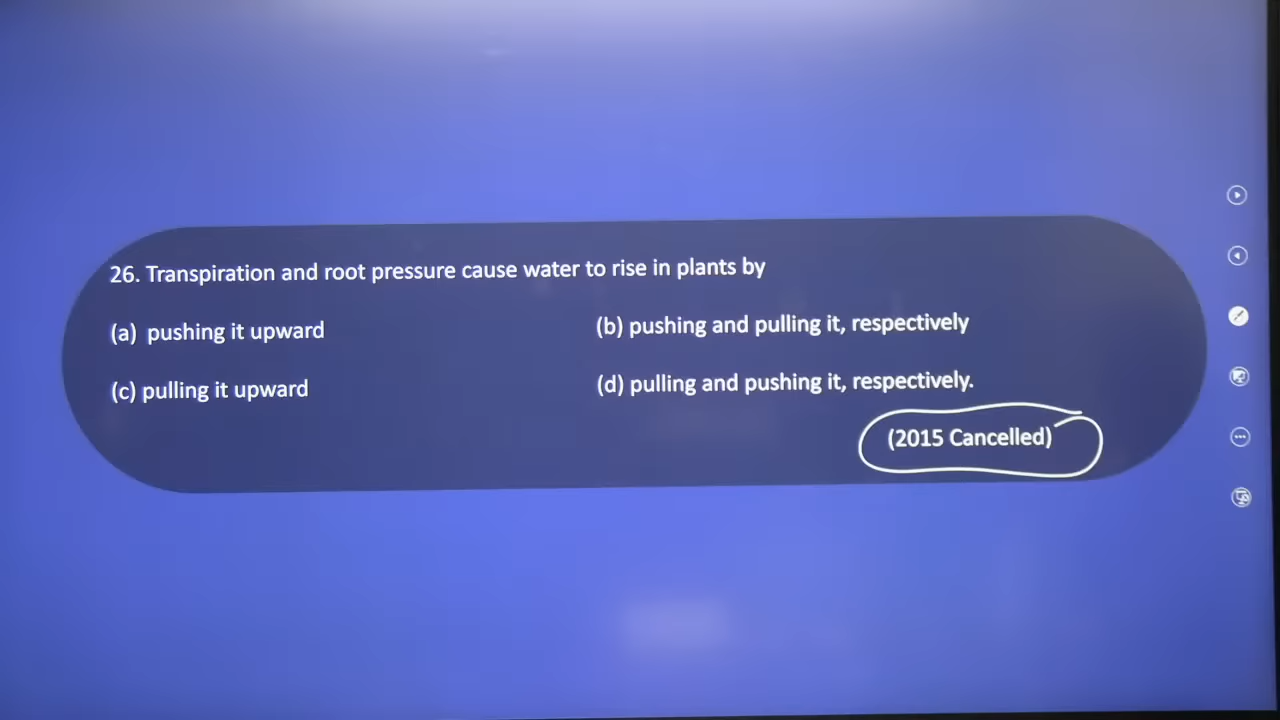 26. Transpiration and root pressure cause water to rise in plants by
(a) pushing it upward
(b) pushing and pulling it, respectively
(c) pulling it upward
(d) pulling and pushing it, respectively.
(2015 Cancelled)